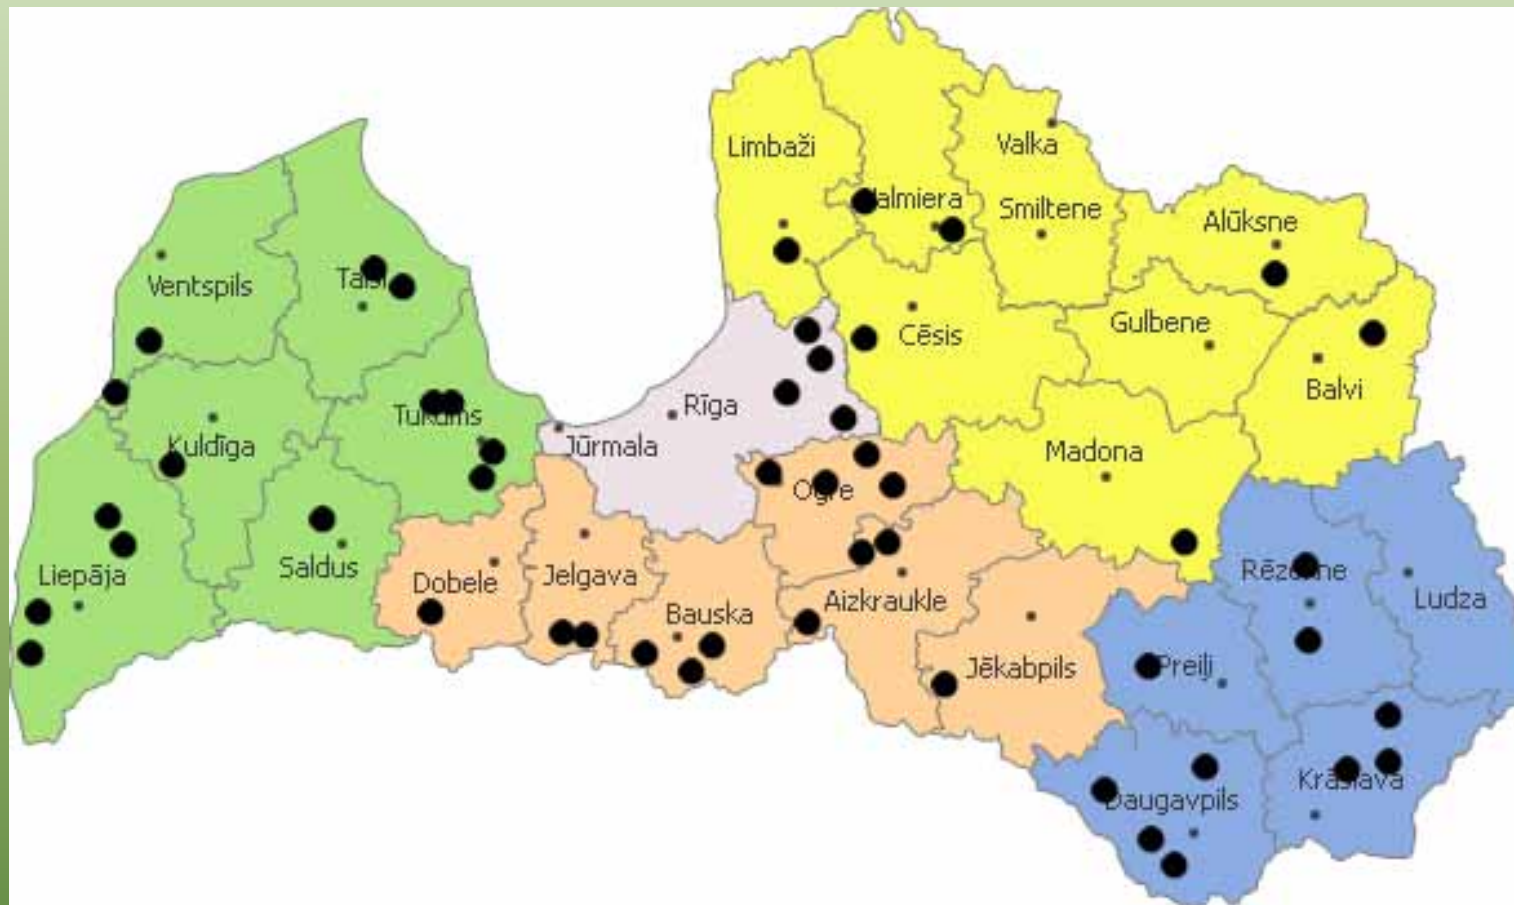 Limbaži
Valka
Valmiera
Smiltene
Alūksne
Ventspils
Talsi
Gulbene
Cēsis
Balvi
Rīga
Tukums
Kuldīga
Jūrmala
Madona
Ogre
Liepāja
Saldus
Dobele
Jelgava
Rēzekne
Ludza
Aizkraukle
Bauska
Jēkabpils
Preiļi
Krāslava
Daugavpils